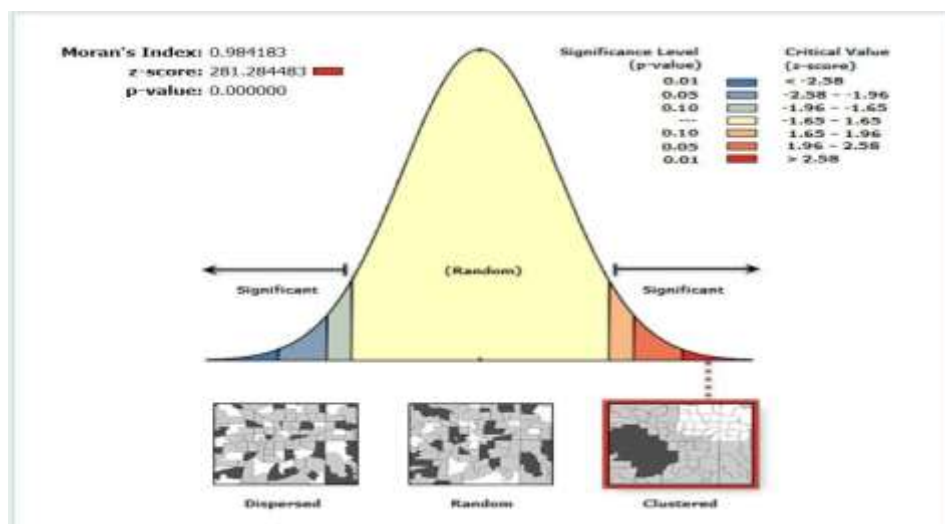 Moran's Index: 0.984183
z-score: 281.284483
p-value: 0.000000
Significance Level
(p-value)
0.01
0.05
0.10
---
0.10
0.05
0.01
Critical Value
(z-score)
< -2.58
-2.58 - -1.96
-1.96 - -1.65
-1.65 - 1.65
1.65 - 1.96
1.96 - 2.58
> 2.58
(Random)
Significant
Significant
Dispersed
Random
Clustered